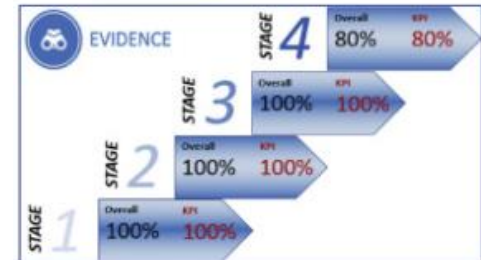 EVIDENCE
STAGE 4
Overall KPI
80% 80%
STAGE 3
Overall KPI
100% 100%
STAGE 2
Overall KPI
100% 100%
STAGE 1
Overall KPI
100% 100%